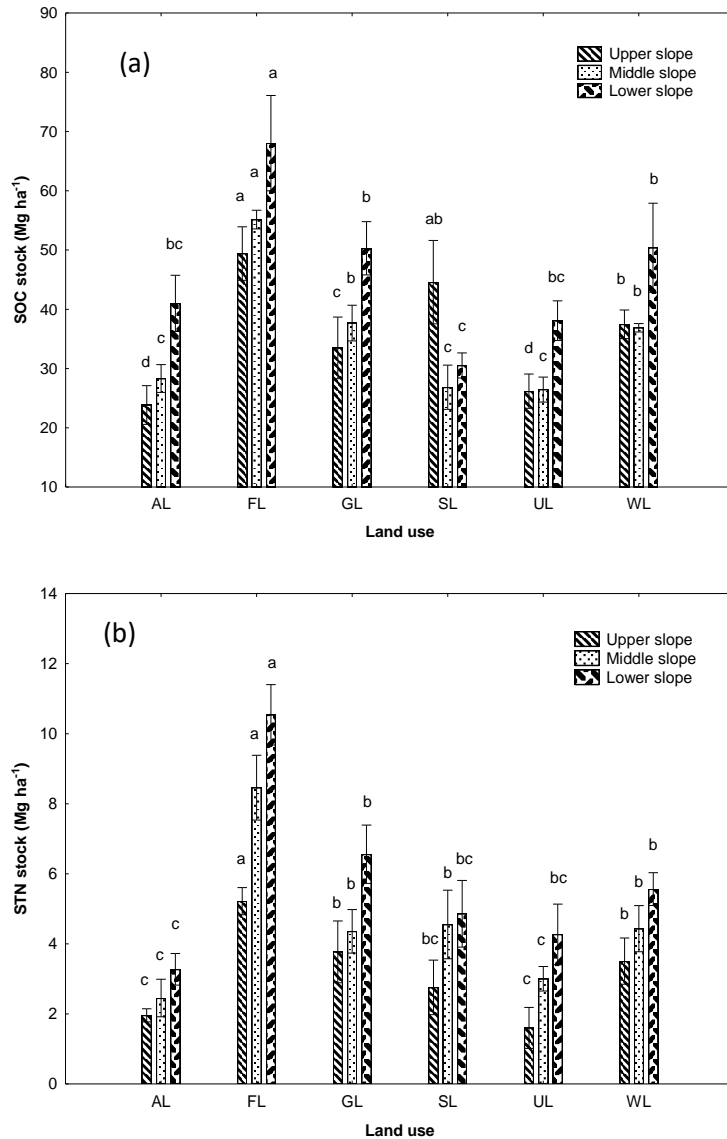 90
80
70
60
50
40
30
20
10
SOC stock (Mg ha⁻¹)
(a)
Upper slope
Middle slope
Lower slope
d c bc
a a a
c b b
ab c c
d c bc
b b b
AL FL GL SL UL WL
Land use
14
12
10
8
6
4
2
0
STN stock (Mg ha⁻¹)
(b)
Upper slope
Middle slope
Lower slope
c c c
a a a
b b b
bc b bc
c c bc
b b b
AL FL GL SL UL WL
Land use